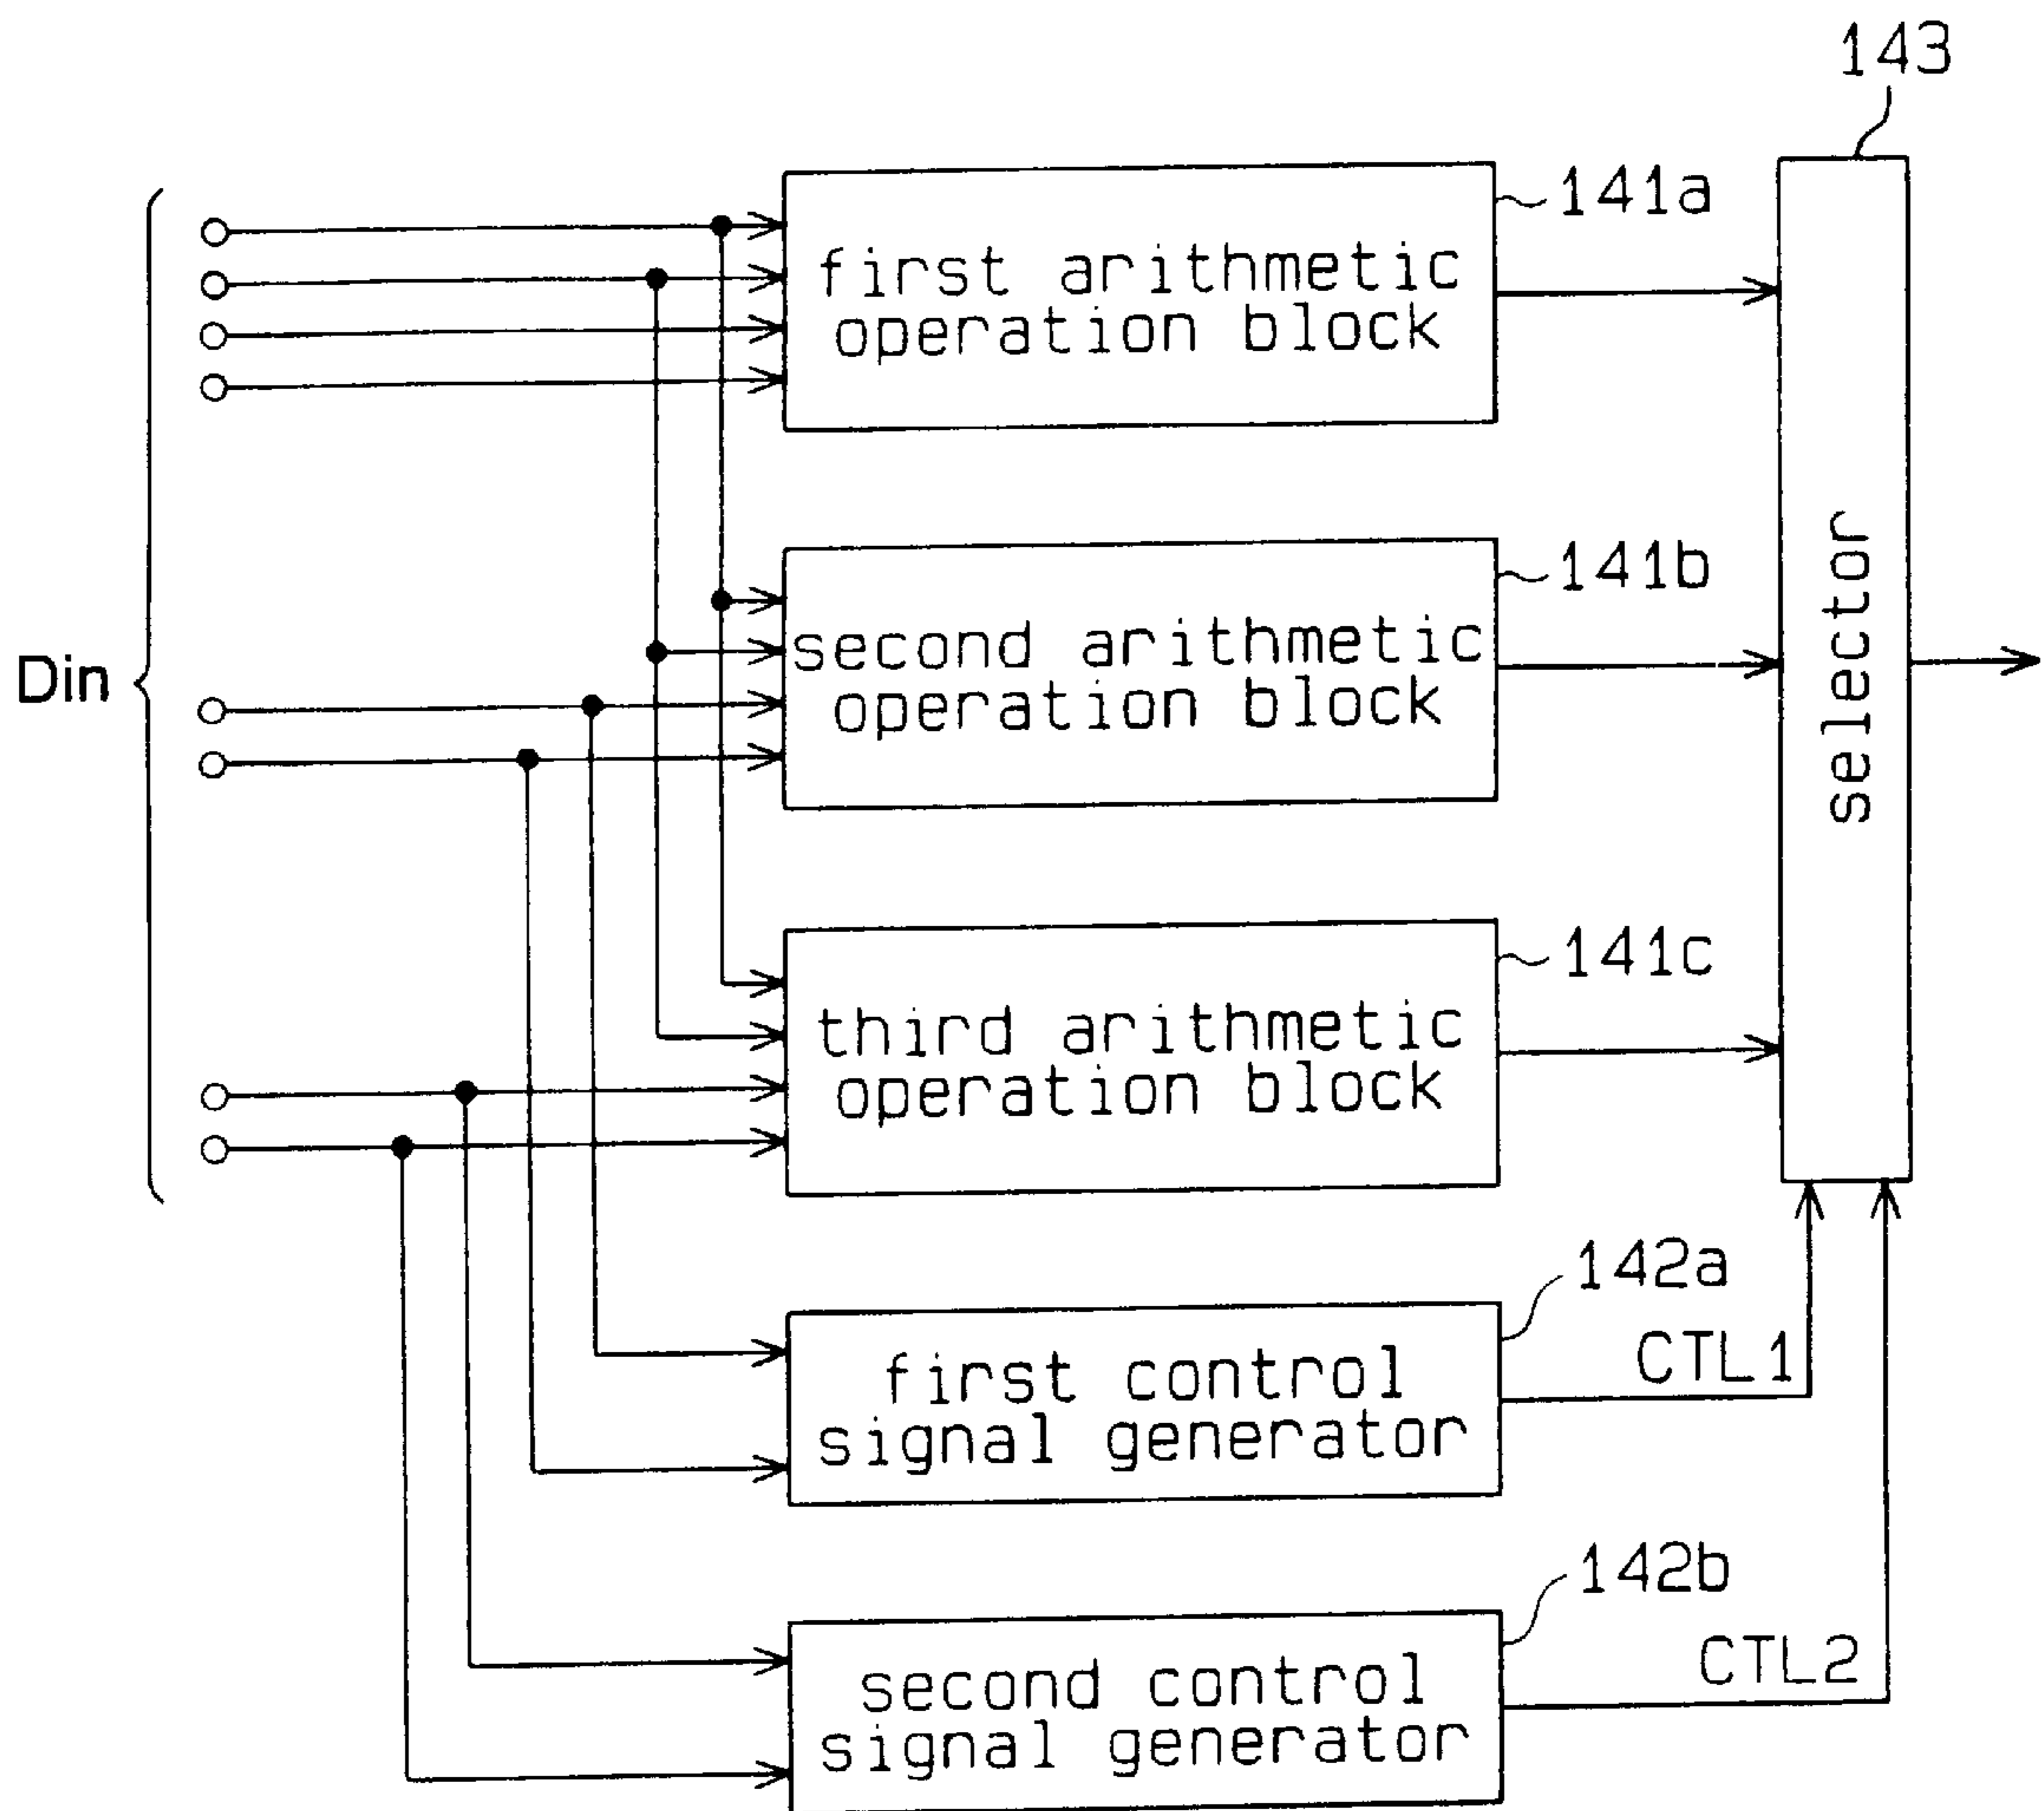 143
141a
first arithmetic
operation block
141b
second arithmetic
operation block
Din
selector
141c
third arithmetic
operation block
142a
CTL1
first control
signal generator
142b
CTL2
second control
signal generator